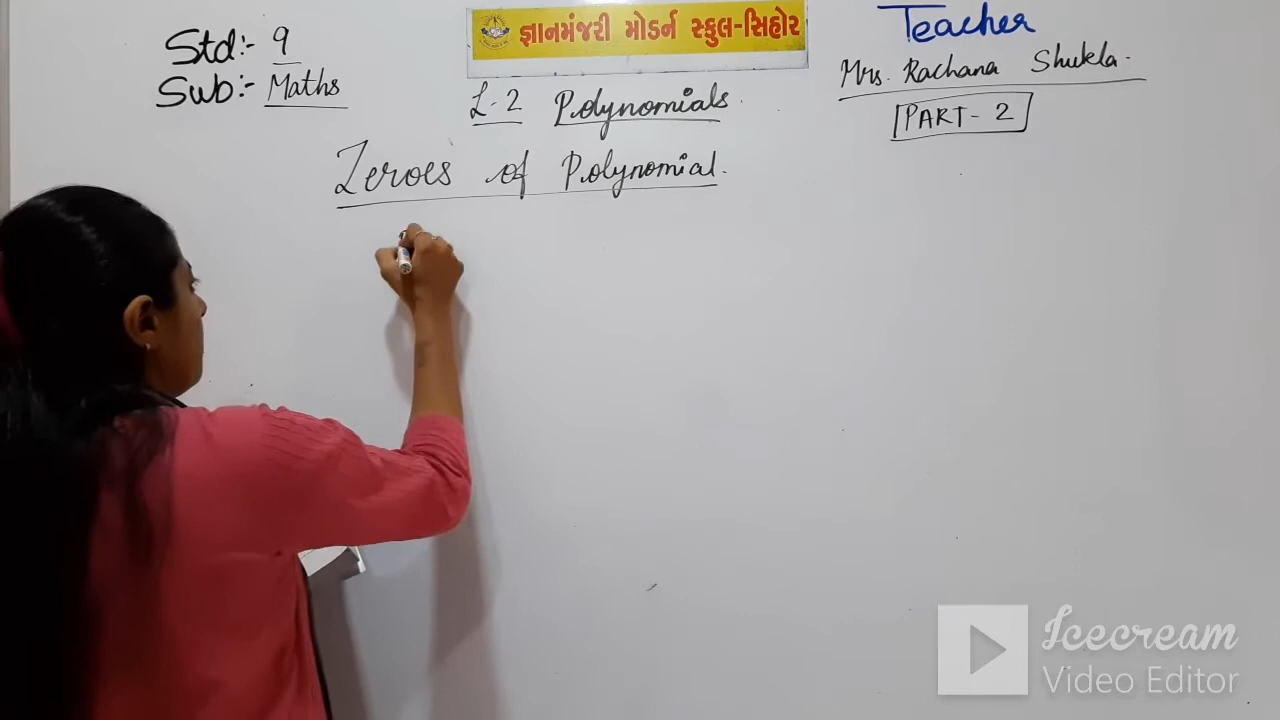 Std:- 9
Sub:- Maths
જ્ઞાનમંજરી મોડર્ન સ્કુલ-સિહોર
Teacher
Mrs. Rachana Shukla.
L-2 Polynomials.
PART-2
Zeroes of Polynomial.
Icecream
Video Editor